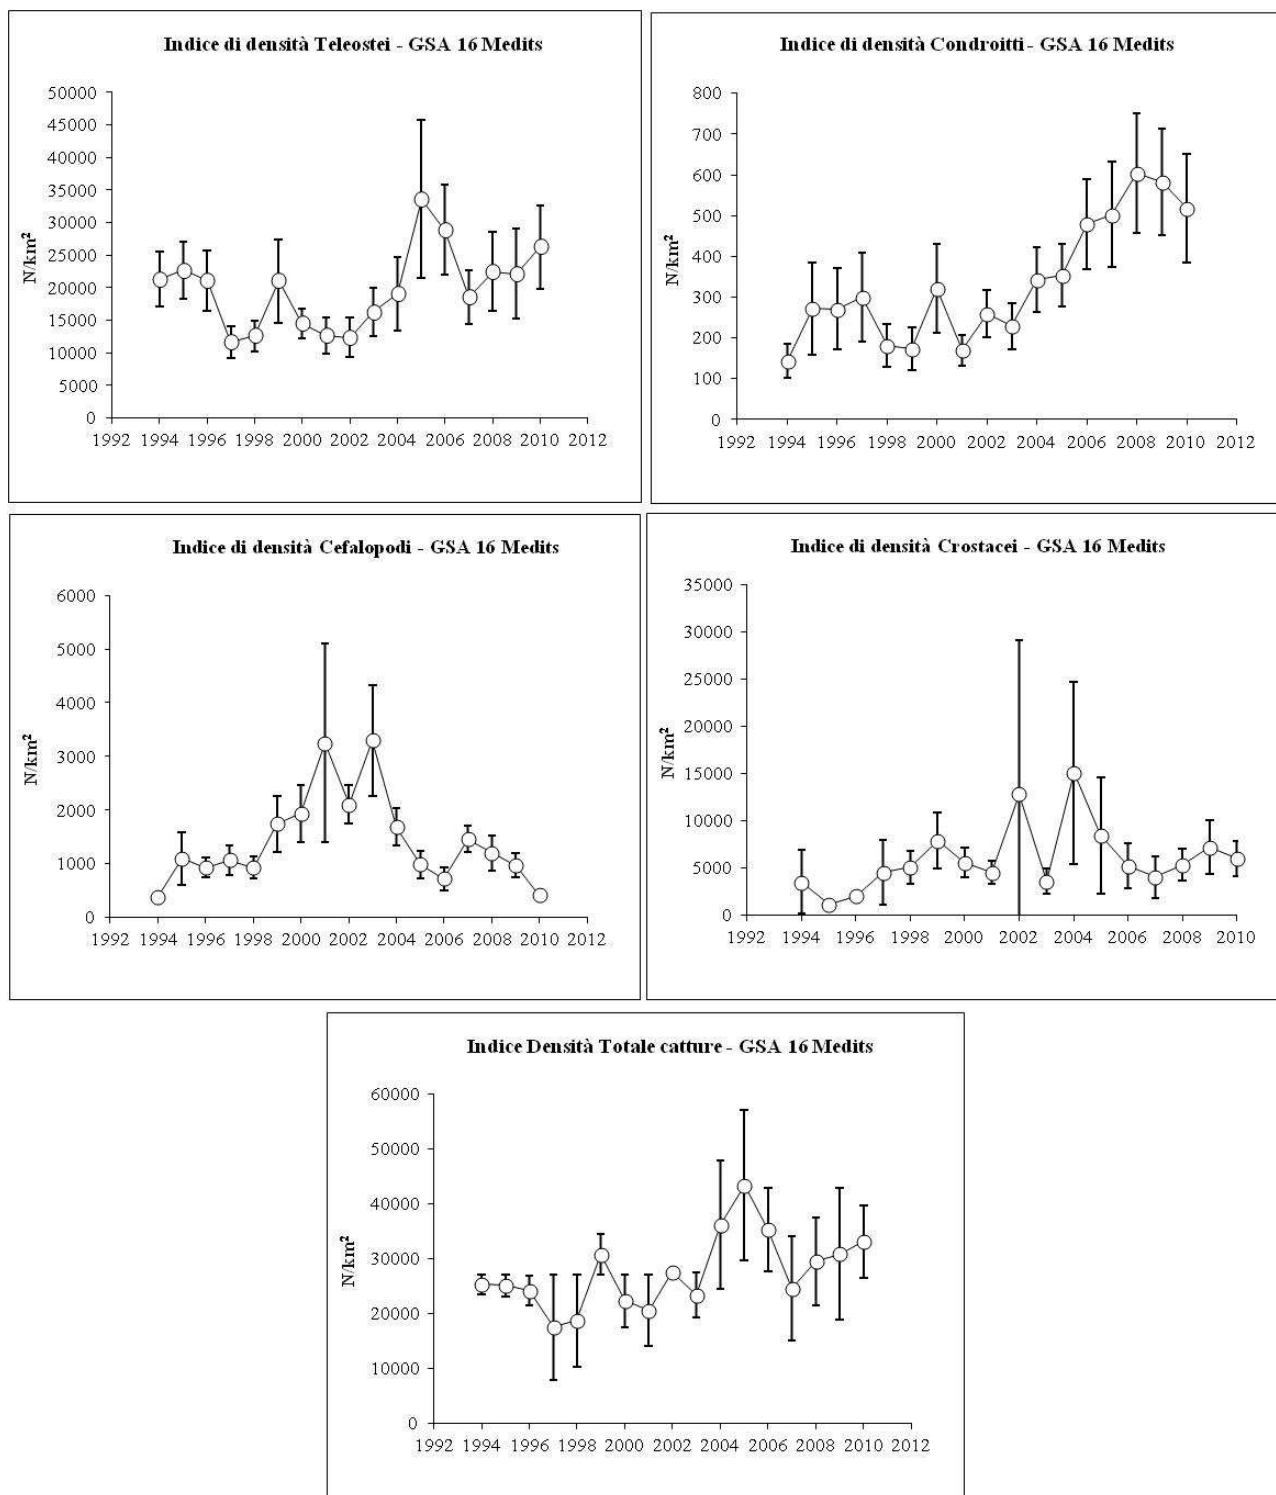 Indice di densità Teleostei - GSA 16 Medits
50000
45000
40000
35000
30000
25000
20000
15000
10000
5000
0
N/km²
1992 1994 1996 1998 2000 2002 2004 2006 2008 2010 2012
Indice di densità Condroitti - GSA 16 Medits
800
700
600
500
400
300
200
100
0
N/km²
1992 1994 1996 1998 2000 2002 2004 2006 2008 2010 2012
Indice di densità Cefalopodi - GSA 16 Medits
6000
5000
4000
3000
2000
1000
0
N/km²
1992 1994 1996 1998 2000 2002 2004 2006 2008 2010 2012
Indice di densità Crostacei - GSA 16 Medits
35000
30000
25000
20000
15000
10000
5000
0
N/km²
1992 1994 1996 1998 2000 2002 2004 2006 2008 2010
Indice Densità Totale catture - GSA 16 Medits
60000
50000
40000
30000
20000
10000
0
N/km²
1992 1994 1996 1998 2000 2002 2004 2006 2008 2010 2012